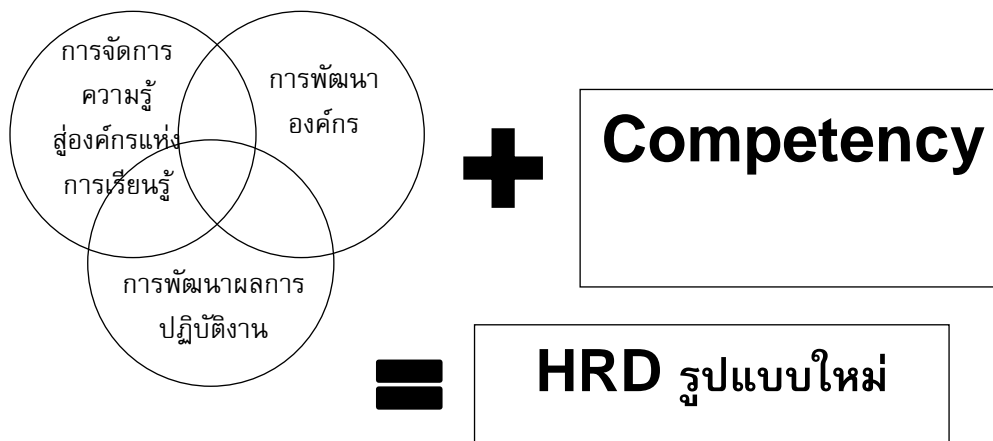 การจัดการ
ความรู้
สู่องค์กรแห่ง
การเรียนรู้
การพัฒนา
องค์กร
การพัฒนาผลการ
ปฏิบัติงาน
Competency
HRD รูปแบบใหม่